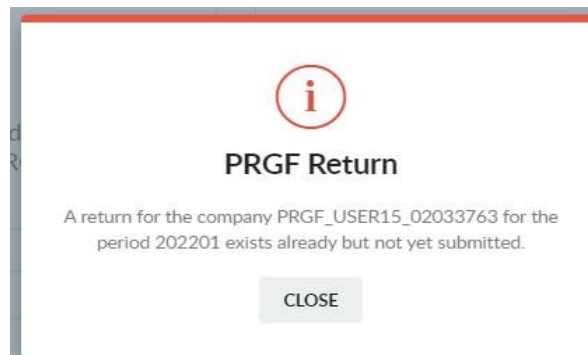 PRGF Return
A return for the company PRGF_USER15_02033763 for the
period 202201 exists already but not yet submitted.
CLOSE